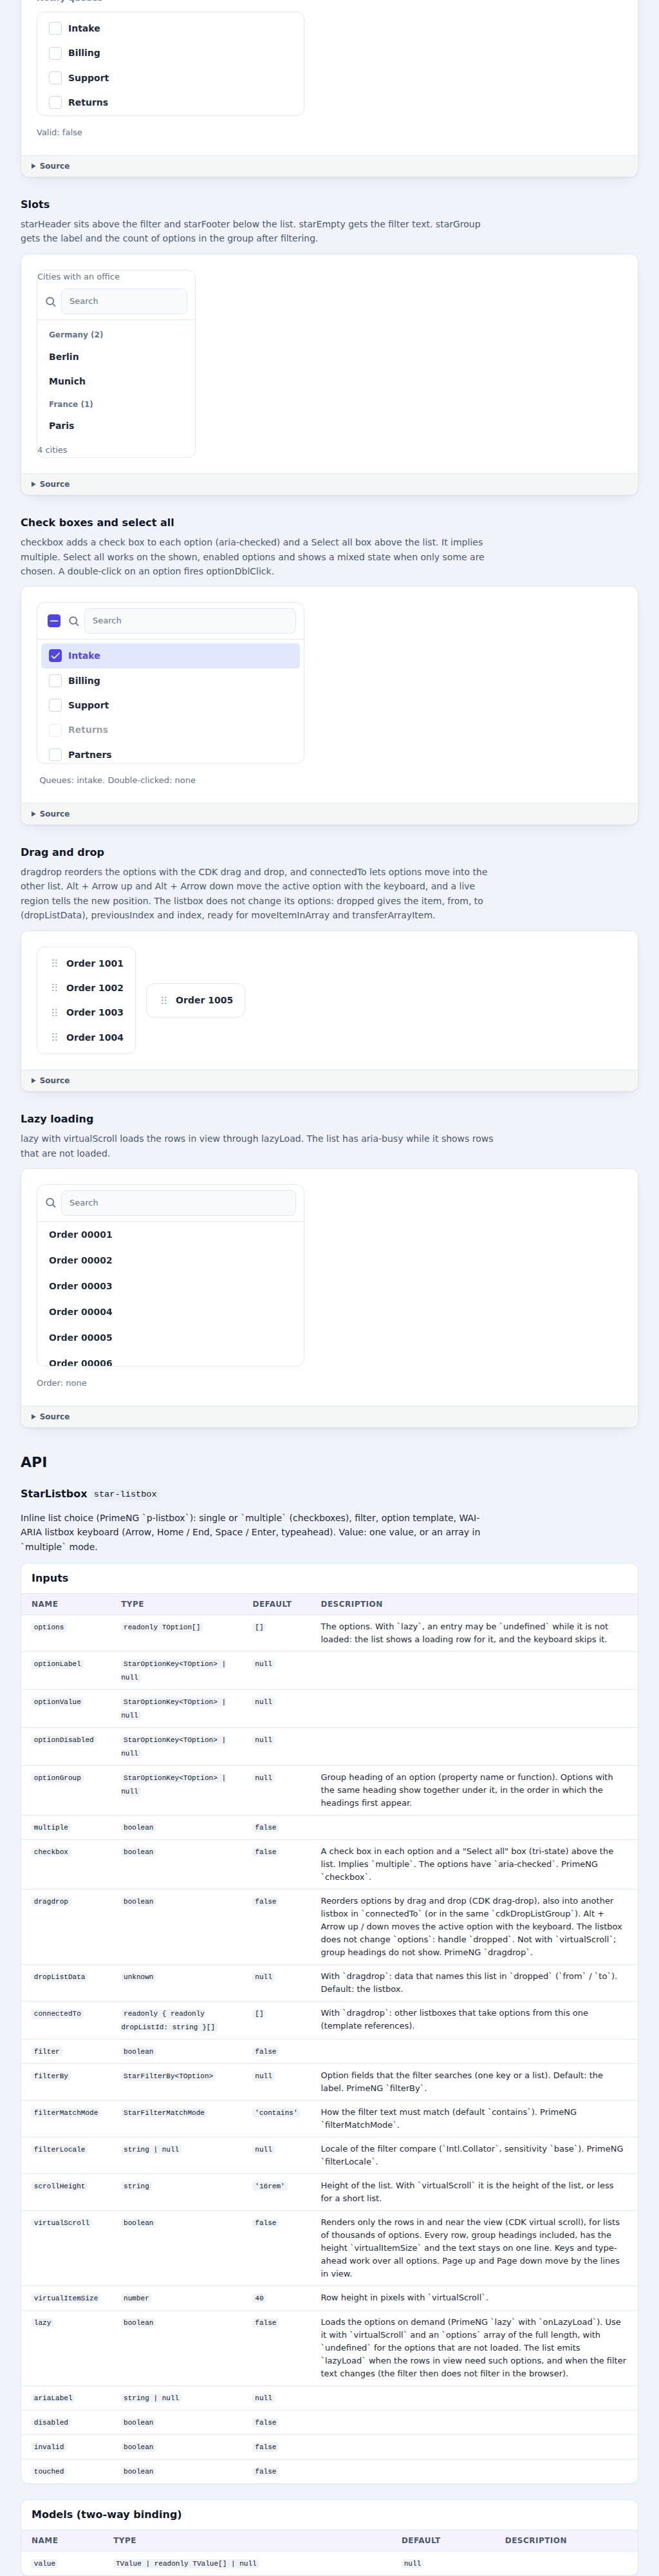 Intake
Billing
Support
Returns
Valid: false
Source
Slots
starHeader sits above the filter and starFooter below the list. starEmpty gets the filter text. starGroup
gets the label and the count of options in the group after filtering.
Cities with an office
Search
Germany (2)
Berlin
Munich
France (1)
Paris
4 cities
Source
Check boxes and select all
checkbox adds a check box to each option (aria-checked) and a Select all box above the list. It implies
multiple. Select all works on the shown, enabled options and shows a mixed state when only some are
chosen. A double-click on an option fires optionDblClick.
Search
Intake
Billing
Support
Returns
Partners
Queues: intake. Double-clicked: none
Source
Drag and drop
dragdrop reorders the options with the CDK drag and drop, and connectedTo lets options move into the
other list. Alt + Arrow up and Alt + Arrow down move the active option with the keyboard, and a live
region tells the new position. The listbox does not change its options: dropped gives the item, from, to
(dropListData), previousIndex and index, ready for moveItemInArray and transferArrayItem.
Order 1001
Order 1002
Order 1003
Order 1004
Order 1005
Source
Lazy loading
lazy with virtualScroll loads the rows in view through lazyLoad. The list has aria-busy while it shows rows
that are not loaded.
Search
Order 00001
Order 00002
Order 00003
Order 00004
Order 00005
Order 00006
Order: none
Source
API
StarListbox star-listbox
Inline list choice (PrimeNG `p-listbox`): single or `multiple` (checkboxes), filter, option template, WAI-
ARIA listbox keyboard (Arrow, Home / End, Space / Enter, typeahead). Value: one value, or an array in
`multiple` mode.
Inputs
NAME TYPE DEFAULT DESCRIPTION
options readonly TOption[] [] The options. With `lazy`, an entry may be `undefined` while it is not
loaded: the list shows a loading row for it, and the keyboard skips it.
optionLabel StarOptionKey<TOption> | null
null
optionValue StarOptionKey<TOption> | null
null
optionDisabled StarOptionKey<TOption> | null
null
optionGroup StarOptionKey<TOption> | null Group heading of an option (property name or function). Options with
null the same heading show together under it, in the order in which the
headings first appear.
multiple boolean false
checkbox boolean false A check box in each option and a "Select all" box (tri-state) above the
list. Implies `multiple`. The options have `aria-checked`. PrimeNG
`checkbox`.
dragdrop boolean false Reorders options by drag and drop (CDK drag-drop), also into another
listbox in `connectedTo` (or in the same `cdkDropListGroup`). Alt +
Arrow up / down moves the active option with the keyboard. The listbox
does not change `options`: handle `dropped`. Not with `virtualScroll`;
group headings do not show. PrimeNG `dragdrop`.
dropListData unknown null With `dragdrop`: data that names this list in `dropped` (`from` / `to`).
Default: the listbox.
connectedTo readonly { readonly [] With `dragdrop`: other listboxes that take options from this one
dropListId: string }[] (template references).
filter boolean false
filterBy StarFilterBy<TOption> null Option fields that the filter searches (one key or a list). Default: the
label. PrimeNG `filterBy`.
filterMatchMode StarFilterMatchMode 'contains' How the filter text must match (default `contains`). PrimeNG
`filterMatchMode`.
filterLocale string | null null Locale of the filter compare (`Intl.Collator`, sensitivity `base`). PrimeNG
`filterLocale`.
scrollHeight string '16rem' Height of the list. With `virtualScroll` it is the height of the list, or less
for a short list.
virtualScroll boolean false Renders only the rows in and near the view (CDK virtual scroll), for lists
of thousands of options. Every row, group headings included, has the
height `virtualItemSize` and the text stays on one line. Keys and type-
ahead work over all options. Page up and Page down move by the lines
in view.
virtualItemSize number 40 Row height in pixels with `virtualScroll`.
lazy boolean false Loads the options on demand (PrimeNG `lazy` with `onLazyLoad`). Use
it with `virtualScroll` and an `options` array of the full length, with
`undefined` for the options that are not loaded. The list emits
`lazyLoad` when the rows in view need such options, and when the filter
text changes (the filter then does not filter in the browser).
ariaLabel string | null null
disabled boolean false
invalid boolean false
touched boolean false
Models (two-way binding)
NAME TYPE DEFAULT DESCRIPTION
value TValue | readonly TValue[] | null null